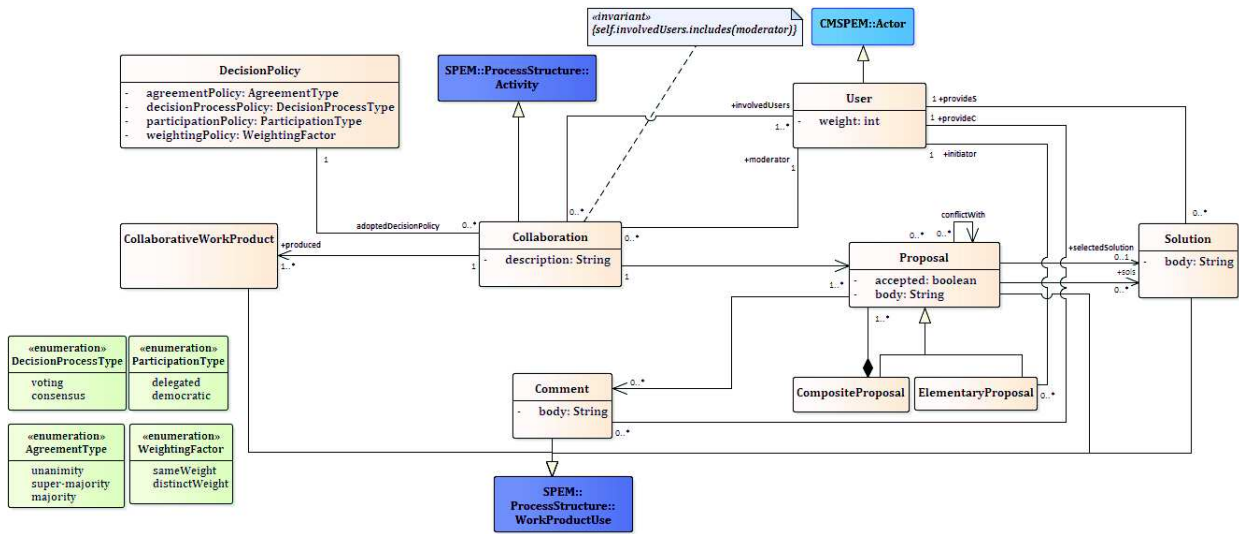 «invariant»
{self.involvedUsers.includes(moderator)}
CMSPEM::Actor
DecisionPolicy
- agreementPolicy: AgreementType
- decisionProcessPolicy: DecisionProcessType
- participationPolicy: ParticipationType
- weightingPolicy: WeightingFactor
SPEM::ProcessStructure::
Activity
User
- weight: int
+involvedUsers
1..*
+moderator
1
1 +provideS
1 +provideC
1 +initiator
1
adoptedDecisionPolicy
0..*
0..*
0..*
0..*
CollaborativeWorkProduct
+produced
1..*
1
Collaboration
- description: String
1
conflictWith
0..*
0..*
Proposal
- accepted: boolean
- body: String
1..*
1..*
+selectedSolution
0..1
+sols
0..*
Solution
- body: String
«enumeration»
DecisionProcessType
voting
consensus
«enumeration»
ParticipationType
delegated
democratic
Comment
- body: String
0..*
0..*
CompositeProposal
ElementaryProposal
0..*
«enumeration»
AgreementType
unanimity
super-majority
majority
«enumeration»
WeightingFactor
sameWeight
distinctWeight
SPEM::
ProcessStructure::
WorkProductUse